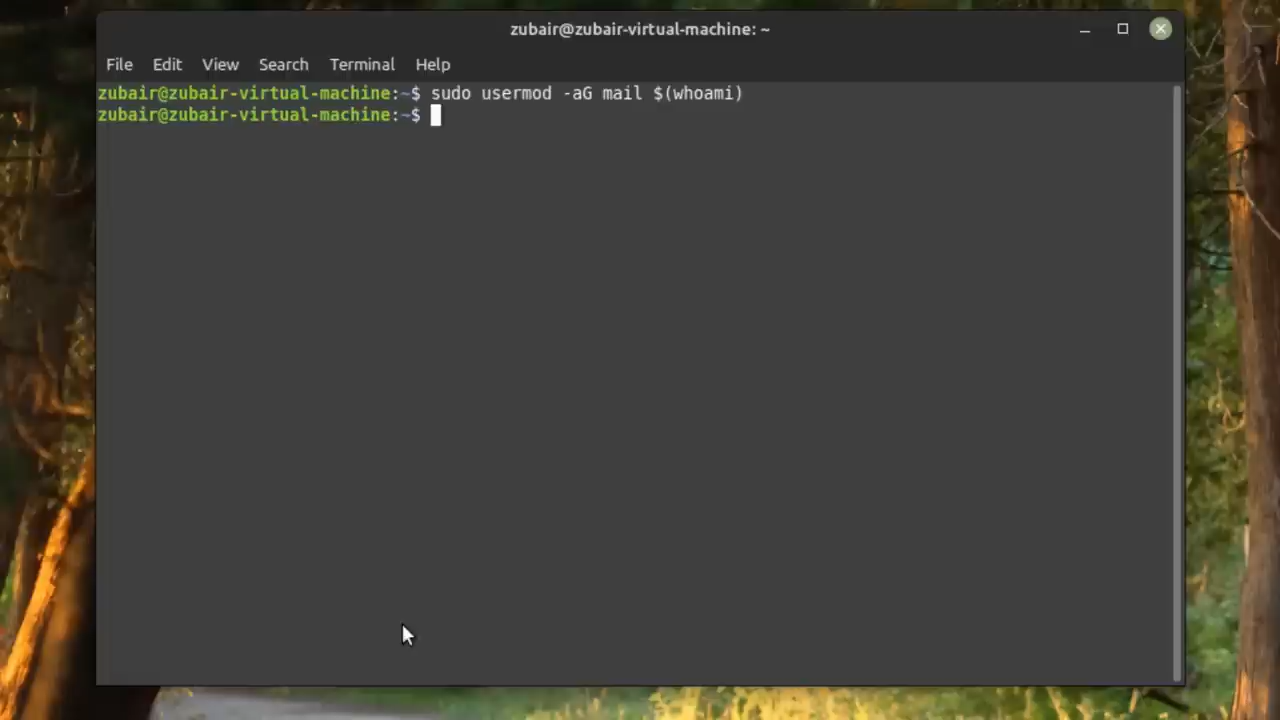 zubair@zubair-virtual-machine: ~
File Edit View Search Terminal Help
zubair@zubair-virtual-machine:~$ sudo usermod -aG mail $(whoami)
zubair@zubair-virtual-machine:~$